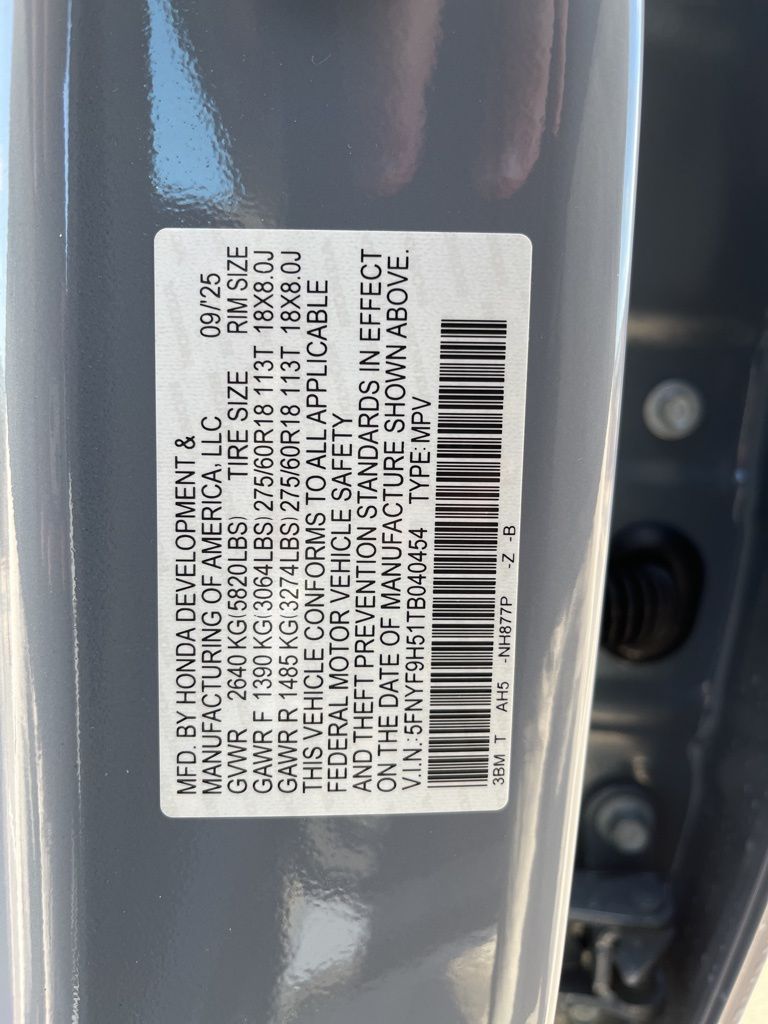 MFD. BY HONDA DEVELOPMENT &
MANUFACTURING OF AMERICA, LLC 09/'25
GVWR 2640 KG(5820LBS) TIRE SIZE RIM SIZE
GAWR F 1390 KG(3064LBS) 275/60R18 113T 18X8.0J
GAWR R 1485 KG(3274LBS) 275/60R18 113T 18X8.0J
THIS VEHICLE CONFORMS TO ALL APPLICABLE
FEDERAL MOTOR VEHICLE SAFETY
AND THEFT PREVENTION STANDARDS IN EFFECT
ON THE DATE OF MANUFACTURE SHOWN ABOVE.
V.I.N.:5FNYF9H51TB040454 TYPE:MPV
3BM T AH5 -NH877P -Z -B